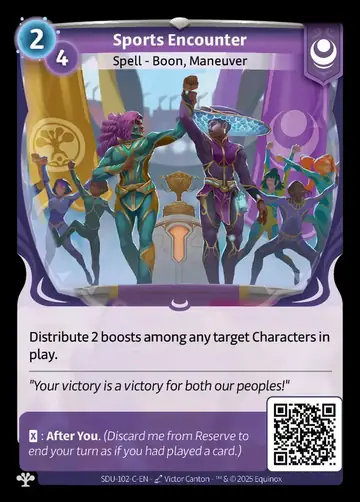 2
4
Sports Encounter
Spell - Boon, Maneuver
Distribute 2 boosts among any target Characters in
play.
"Your victory is a victory for both our peoples!"
X : After You. (Discard me from Reserve to
end your turn as if you had played a card.)
SDU-102-C-EN - Victor Canton - ™ & © 2025 Equinox